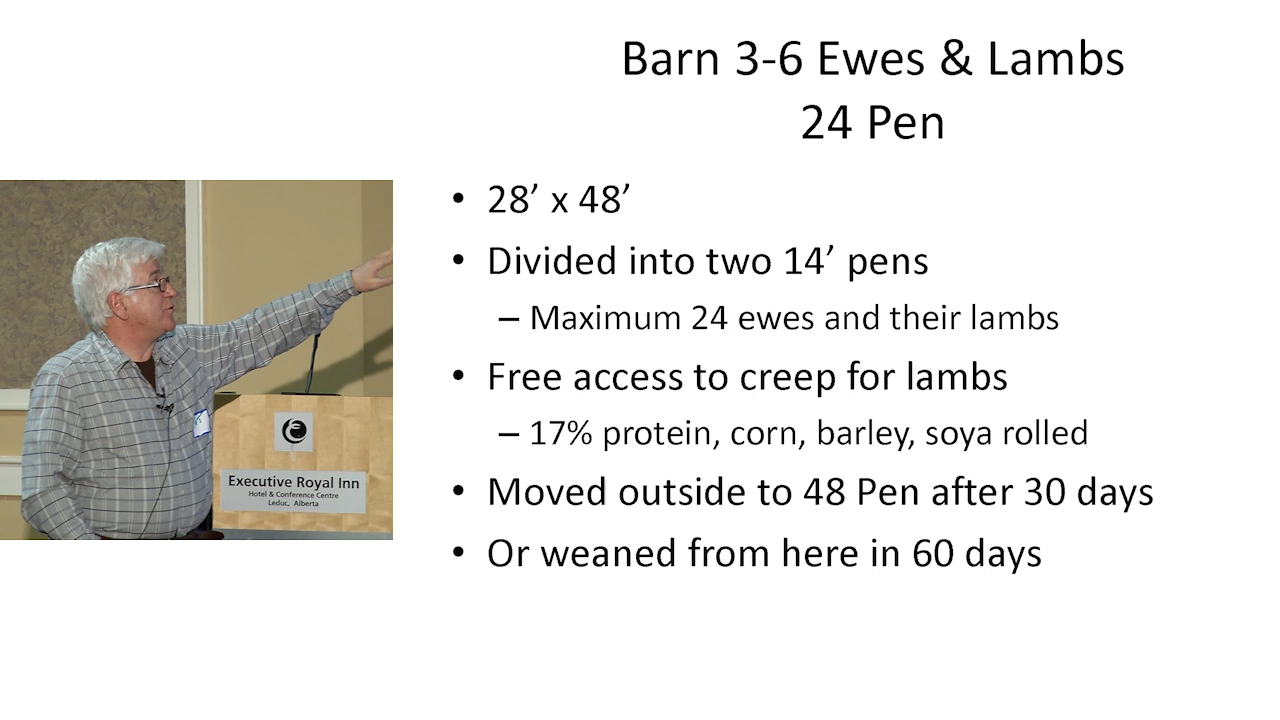 Barn 3-6 Ewes & Lambs
24 Pen
• 28’ x 48’
• Divided into two 14’ pens
– Maximum 24 ewes and their lambs
• Free access to creep for lambs
– 17% protein, corn, barley, soya rolled
• Moved outside to 48 Pen after 30 days
• Or weaned from here in 60 days
Executive Royal Inn
Hotel & Conference Centre
Leduc, Alberta